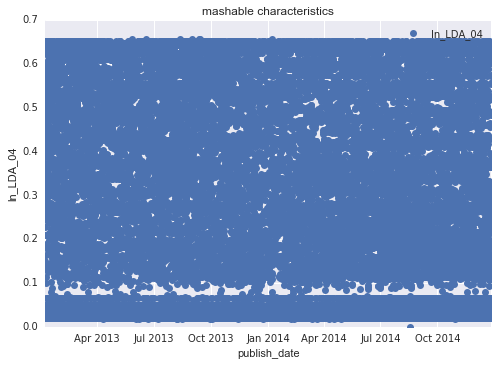 mashable characteristics
ln_LDA_04
0.7
0.6
0.5
0.4
0.3
0.2
0.1
0.0
ln_LDA_04
Apr 2013 Jul 2013 Oct 2013 Jan 2014 Apr 2014 Jul 2014 Oct 2014
publish_date